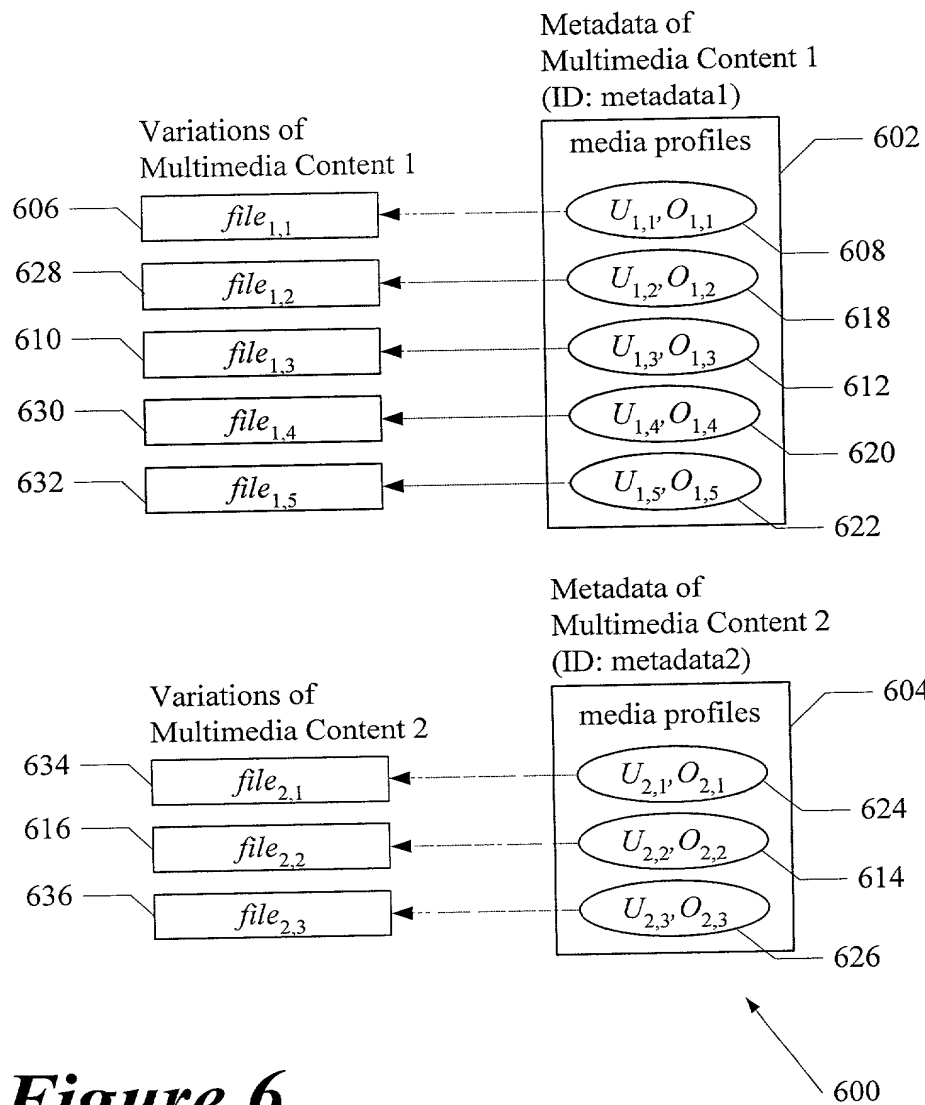 Metadata of
Multimedia Content 1
(ID: metadata1)
Variations of
Multimedia Content 1
media profiles
602
606
file1,1
U1,1, O1,1
608
628
file1,2
U1,2, O1,2
618
610
file1,3
U1,3, O1,3
612
630
file1,4
U1,4, O1,4
620
632
file1,5
U1,5, O1,5
622
Metadata of
Multimedia Content 2
(ID: metadata2)
Variations of
Multimedia Content 2
media profiles
604
634
file2,1
U2,1, O2,1
624
616
file2,2
U2,2, O2,2
614
636
file2,3
U2,3, O2,3
626
600
Figure 6